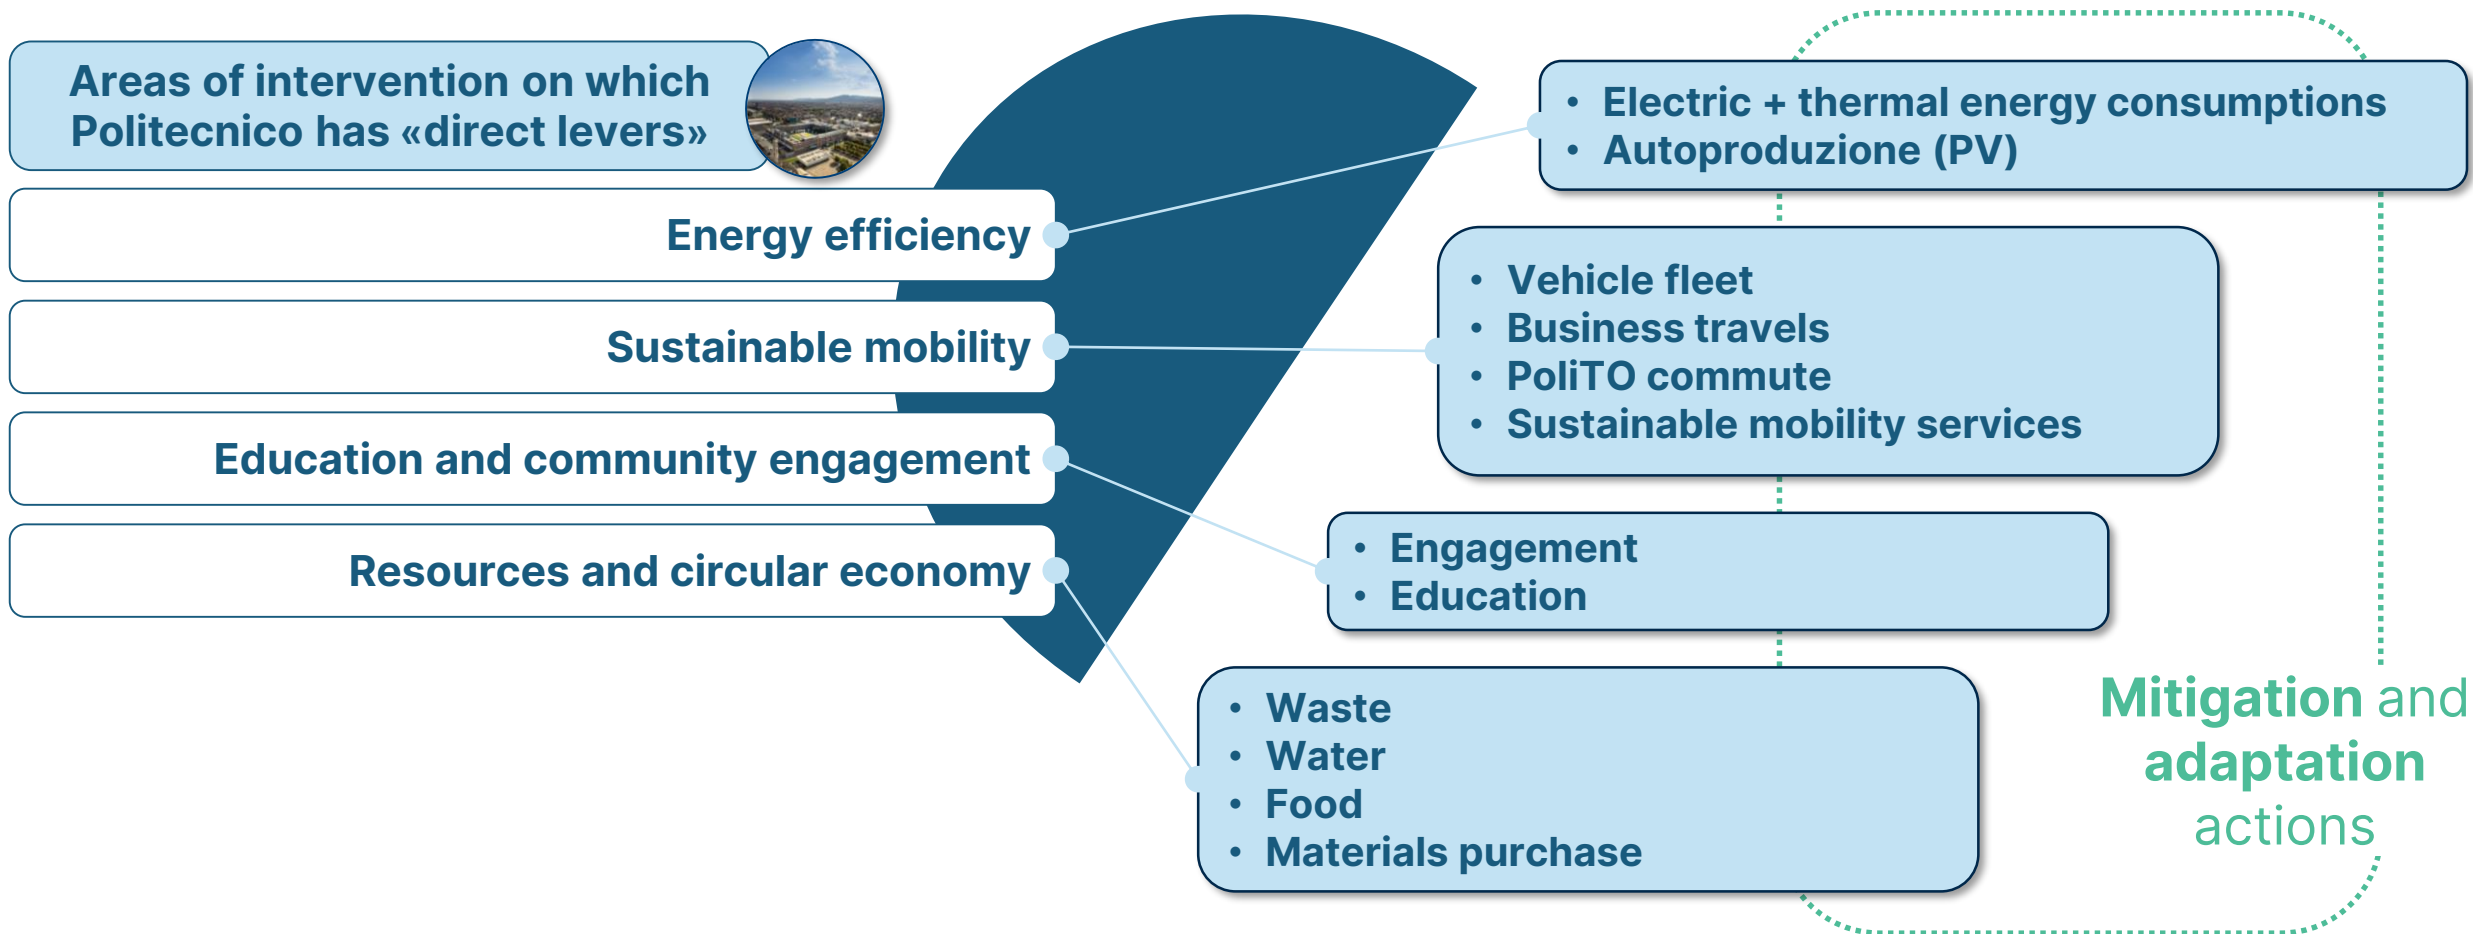 Areas of intervention on which
Politecnico has «direct levers»
Energy efficiency
Sustainable mobility
Education and community engagement
Resources and circular economy
• Electric + thermal energy consumptions
• Autoproduzione (PV)
• Vehicle fleet
• Business travels
• PoliTO commute
• Sustainable mobility services
• Engagement
• Education
• Waste
• Water
• Food
• Materials purchase
Mitigation and
adaptation
actions